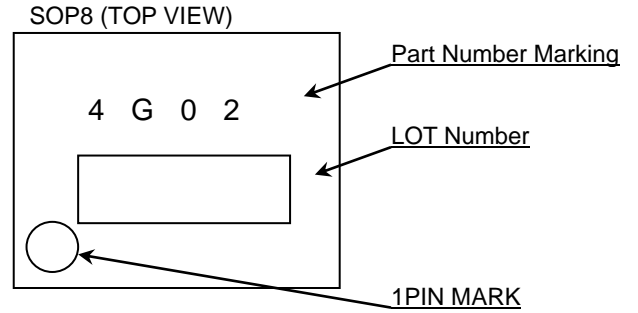 SOP8 (TOP VIEW)
Part Number Marking
4 G 0 2
LOT Number
1PIN MARK